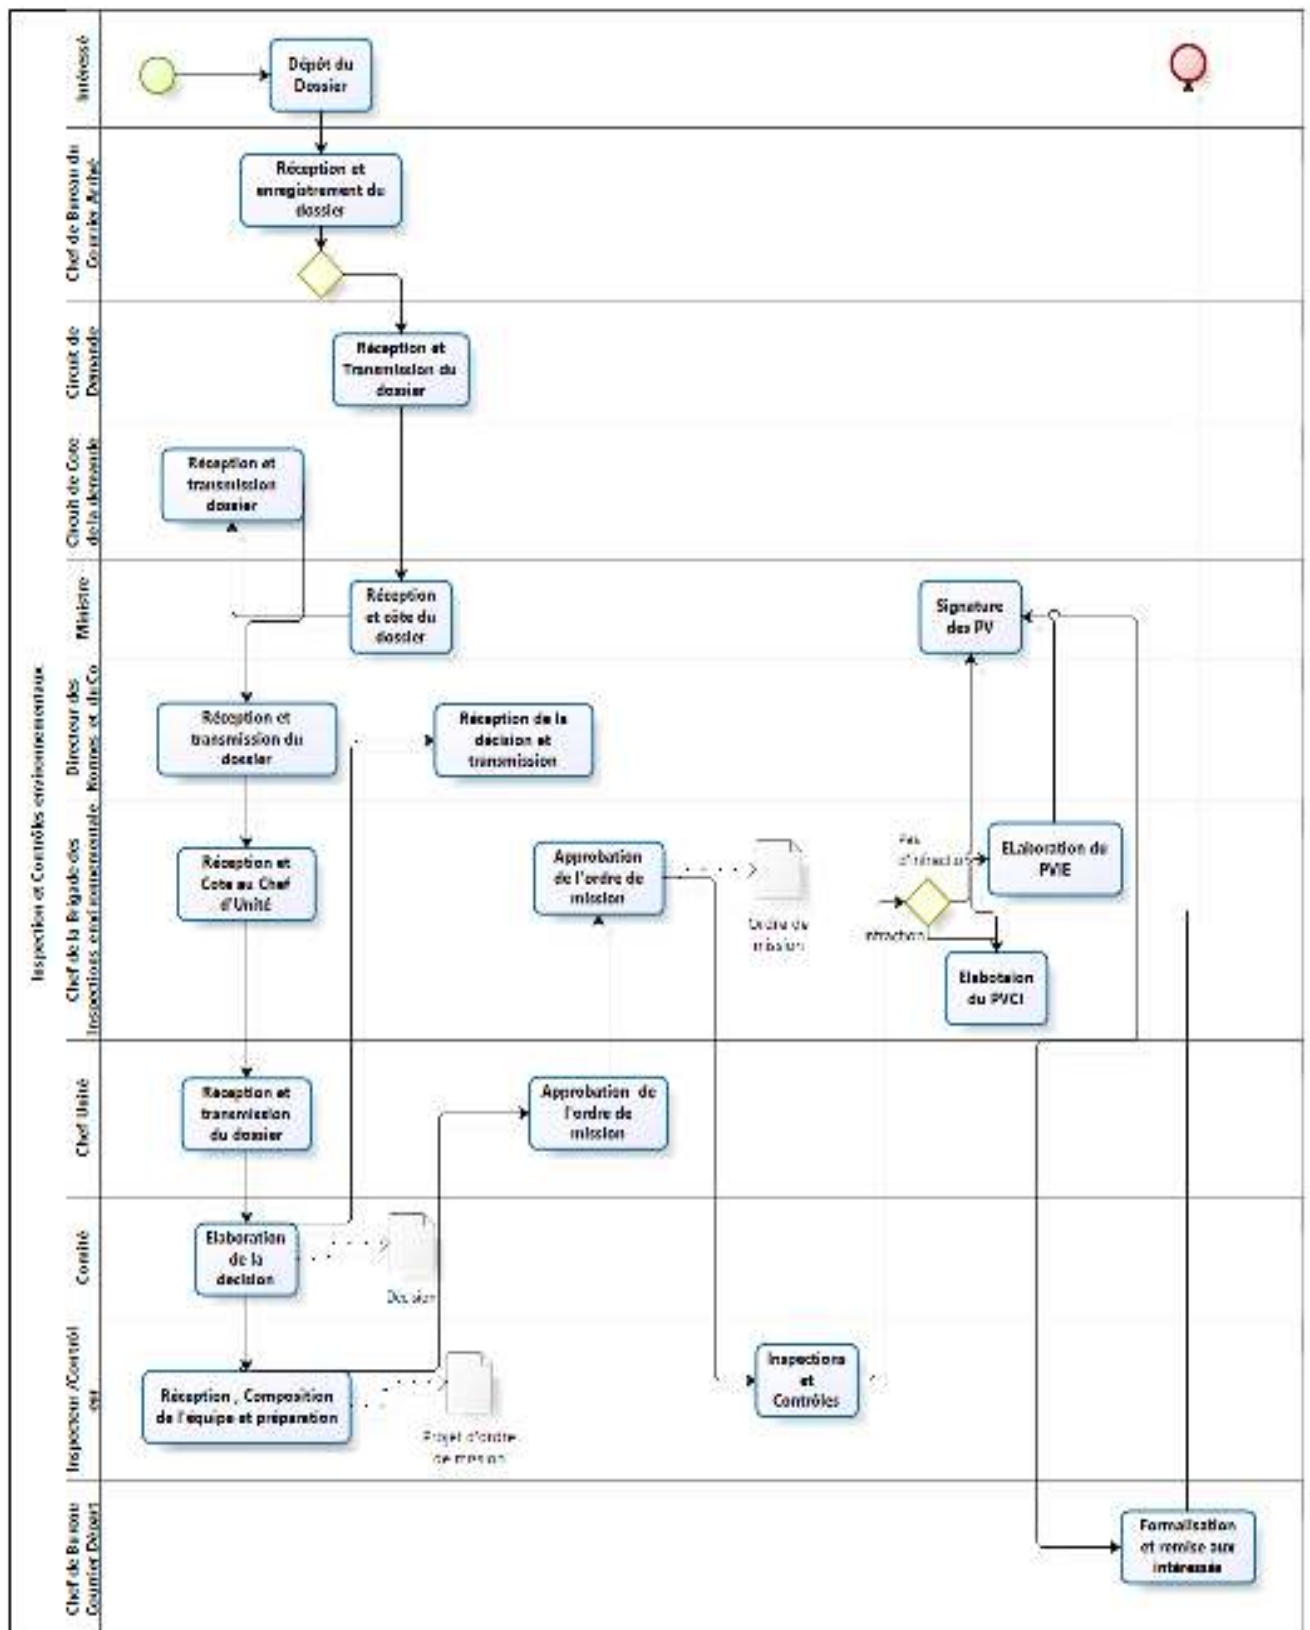 Inspection et Contrôles environnementaux
Intéressé
Dépôt du
Dossier
Chef de Bureau du
Courrier Arrivé
Réception et
enregistrement du
dossier
Circuit de
Demande
Réception et
Transmission du
dossier
Circuit de Cote
de la demande
Réception et
transmission
dossier
Ministre
Réception
et côte du
dossier
Signature
des PV
Directeur des
Normes et du Co
Réception et
transmission du
dossier
Réception de la
décision et
transmission
Chef de la Brigade des
Inspections environnementale
Réception et
Cote au Chef
d'Unité
Approbation
de l'ordre de
mission
Ordre de
mission
Pas
d'infraction
infraction
ELaboration du
PVIE
Elabotaion
du PVCI
Chef Unité
Réception et
transmission
du dossier
Approbation de
l'ordre de
mission
Comité
Elaboration
de la
decision
Décision
Inspecteur /Contrôl
eur
Réception , Composition
de l'équipe et préparation
Projet d'ordre
de mission
Inspections
et
Contrôles
Chef de Bureau
Courrier Départ
Formalisation
et remise aux
intéressés